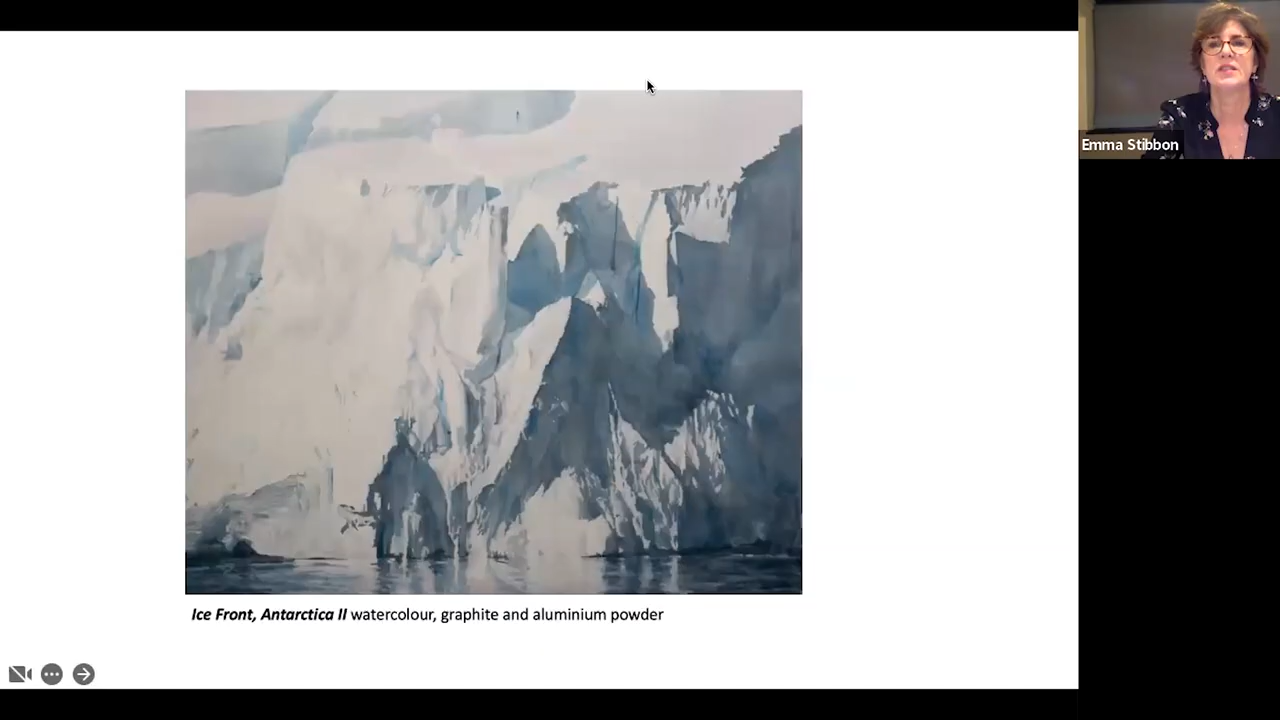 Emma Stibbon
Ice Front, Antarctica II watercolour, graphite and aluminium powder